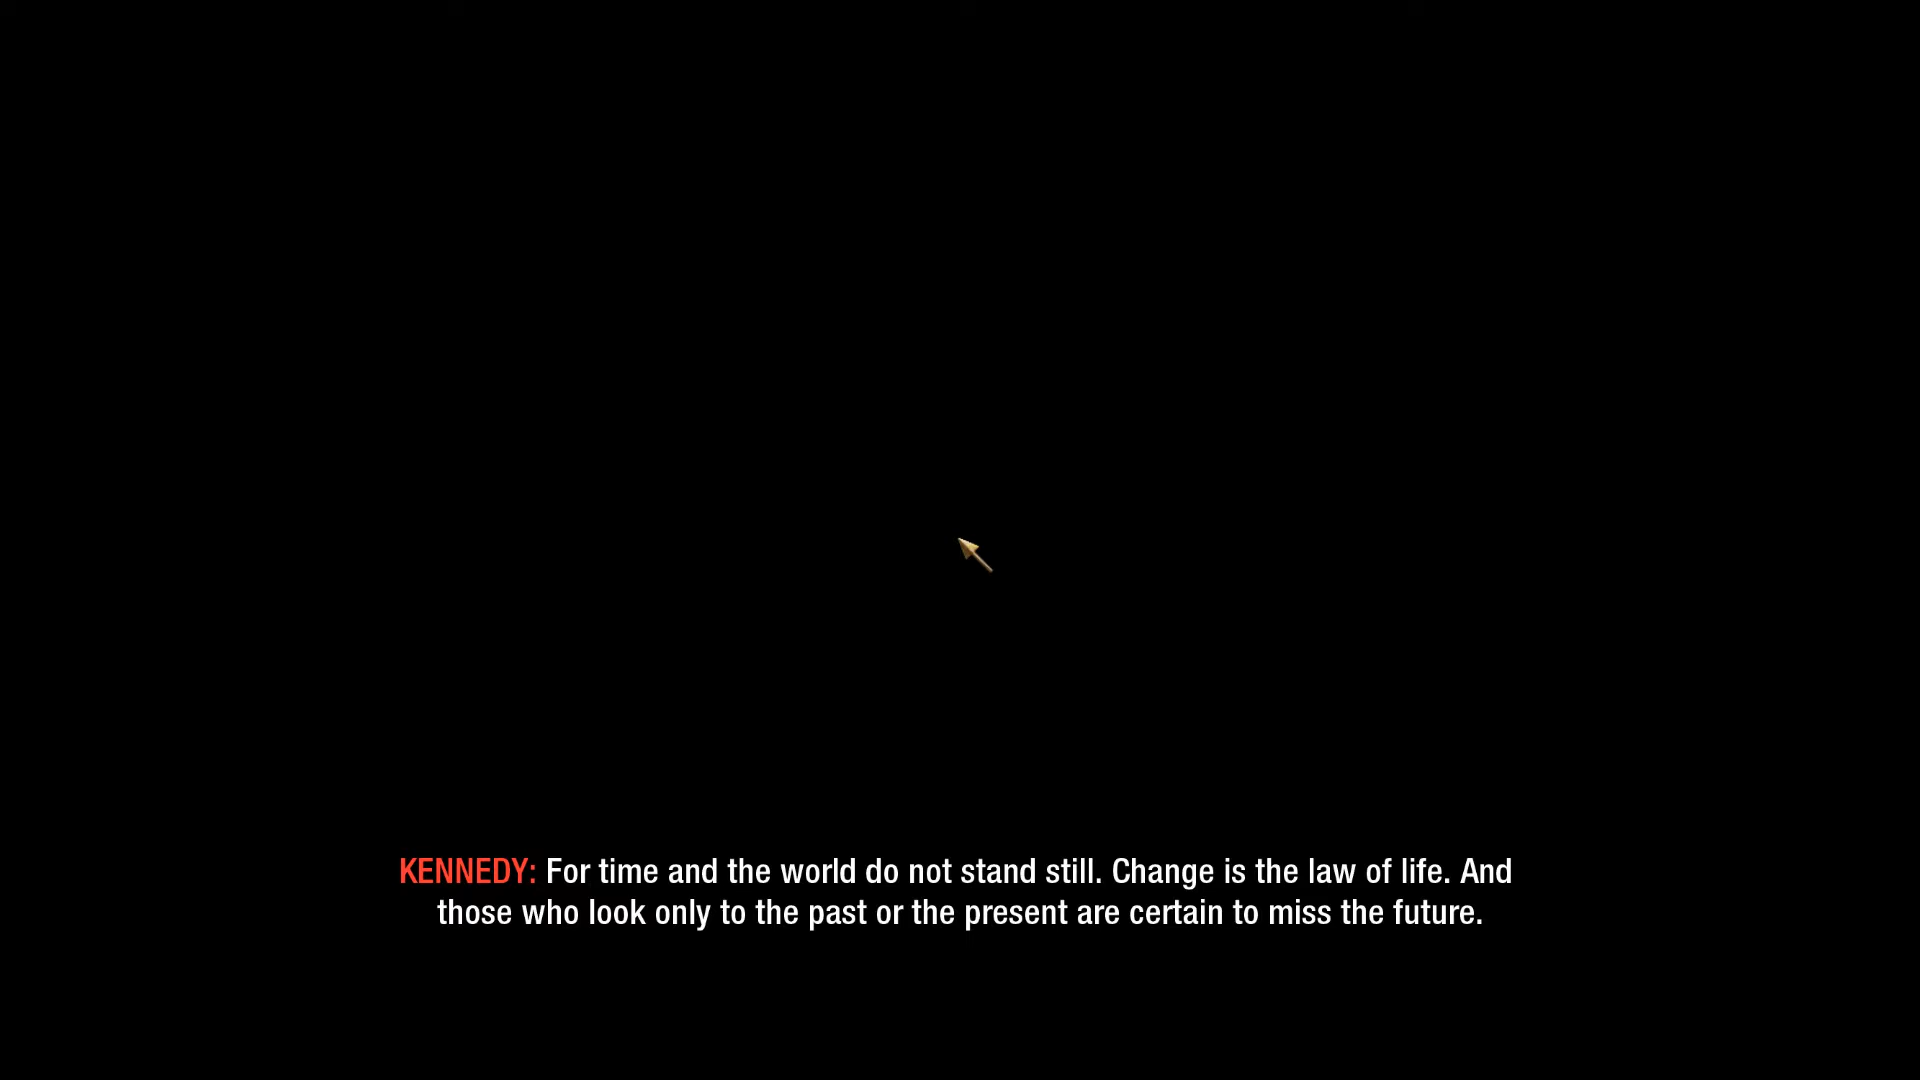 KENNEDY: For time and the world do not stand still. Change is the law of life. And
those who look only to the past or the present are certain to miss the future.